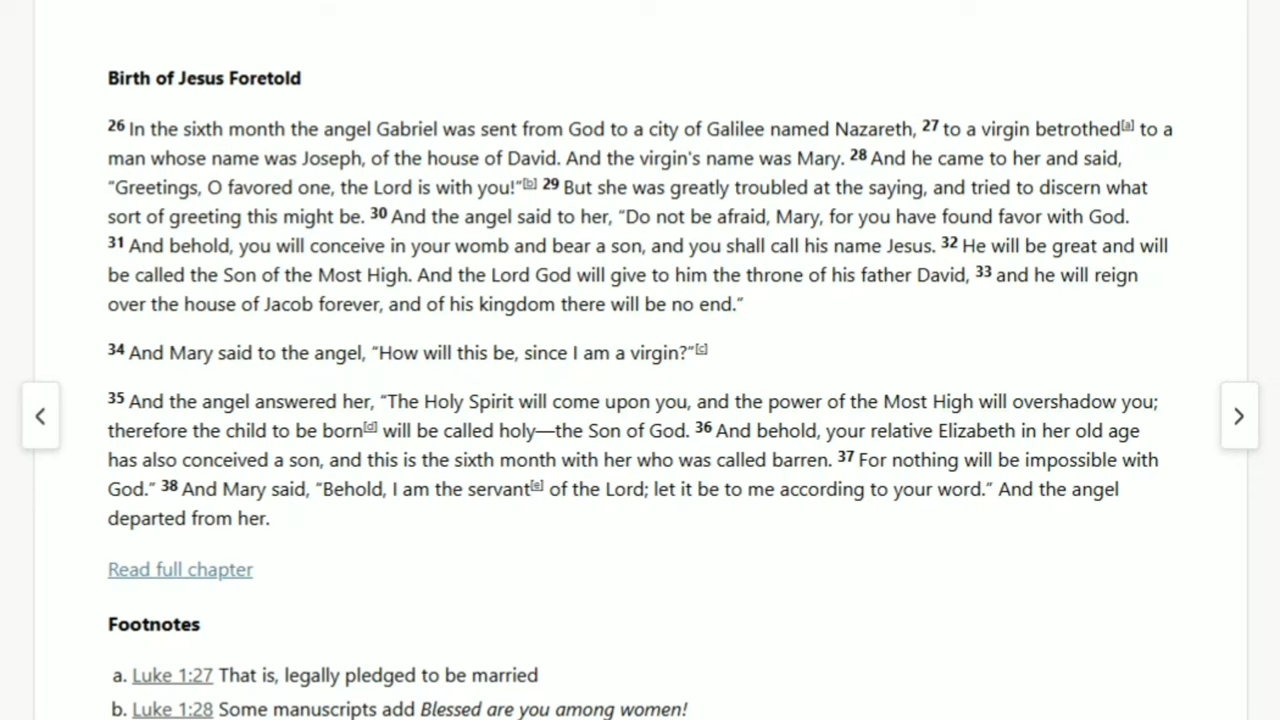 Birth of Jesus Foretold
26 In the sixth month the angel Gabriel was sent from God to a city of Galilee named Nazareth, 27 to a virgin betrothed[a] to a
man whose name was Joseph, of the house of David. And the virgin's name was Mary. 28 And he came to her and said,
“Greetings, O favored one, the Lord is with you!”[b] 29 But she was greatly troubled at the saying, and tried to discern what
sort of greeting this might be. 30 And the angel said to her, “Do not be afraid, Mary, for you have found favor with God.
31 And behold, you will conceive in your womb and bear a son, and you shall call his name Jesus. 32 He will be great and will
be called the Son of the Most High. And the Lord God will give to him the throne of his father David, 33 and he will reign
over the house of Jacob forever, and of his kingdom there will be no end.”
34 And Mary said to the angel, “How will this be, since I am a virgin?”[c]
35 And the angel answered her, “The Holy Spirit will come upon you, and the power of the Most High will overshadow you;
therefore the child to be born[d] will be called holy—the Son of God. 36 And behold, your relative Elizabeth in her old age
has also conceived a son, and this is the sixth month with her who was called barren. 37 For nothing will be impossible with
God.” 38 And Mary said, “Behold, I am the servant[e] of the Lord; let it be to me according to your word.” And the angel
departed from her.
Read full chapter
Footnotes
a. Luke 1:27 That is, legally pledged to be married
b. Luke 1:28 Some manuscripts add Blessed are you among women!